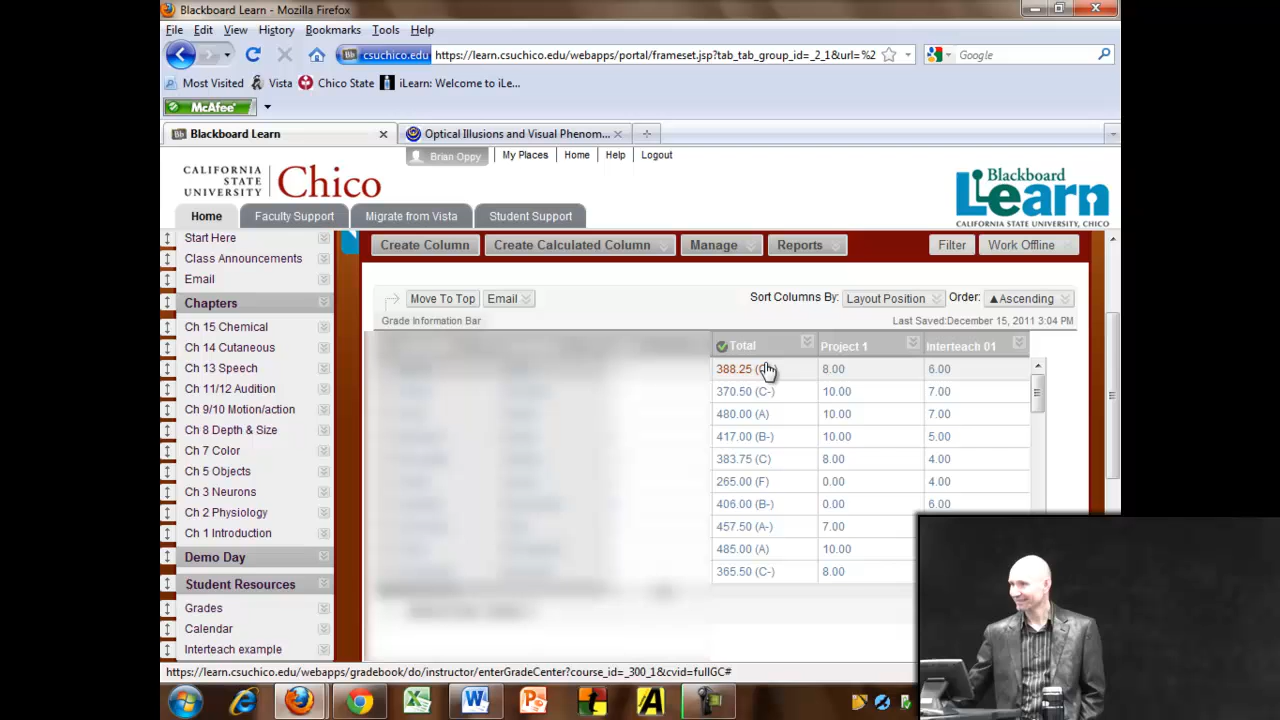 Blackboard Learn - Mozilla Firefox
File Edit View History Bookmarks Tools Help
csuchico.edu https://learn.csuchico.edu/webapps/portal/frameset.jsp?tab_tab_group_id=_2_1&url=%2 Google
Most Visited Vista Chico State iLearn: Welcome to iLe...
McAfee
Blackboard Learn Optical Illusions and Visual Phenom...
Brian Oppy My Places Home Help Logout
CALIFORNIA STATE UNIVERSITY, Chico
Blackboard Learn
CALIFORNIA STATE UNIVERSITY, CHICO
Home Faculty Support Migrate from Vista Student Support
Start Here
Class Announcements
Email
Chapters
Ch 15 Chemical
Ch 14 Cutaneous
Ch 13 Speech
Ch 11/12 Audition
Ch 9/10 Motion/action
Ch 8 Depth & Size
Ch 7 Color
Ch 5 Objects
Ch 3 Neurons
Ch 2 Physiology
Ch 1 Introduction
Demo Day
Student Resources
Grades
Calendar
Interteach example
Create Column Create Calculated Column Manage Reports Filter Work Offline
Move To Top Email Sort Columns By: Layout Position Order: ▲Ascending
Grade Information Bar Last Saved:December 15, 2011 3:04 PM
Total Project 1 Interteach 01
388.25 8.00 6.00
370.50 (C-) 10.00 7.00
480.00 (A) 10.00 7.00
417.00 (B-) 10.00 5.00
383.75 (C) 8.00 4.00
265.00 (F) 0.00 4.00
406.00 (B-) 0.00 6.00
457.50 (A-) 7.00
485.00 (A) 10.00
365.50 (C-) 8.00
https://learn.csuchico.edu/webapps/gradebook/do/instructor/enterGradeCenter?course_id=_300_1&cvid=fullGC#